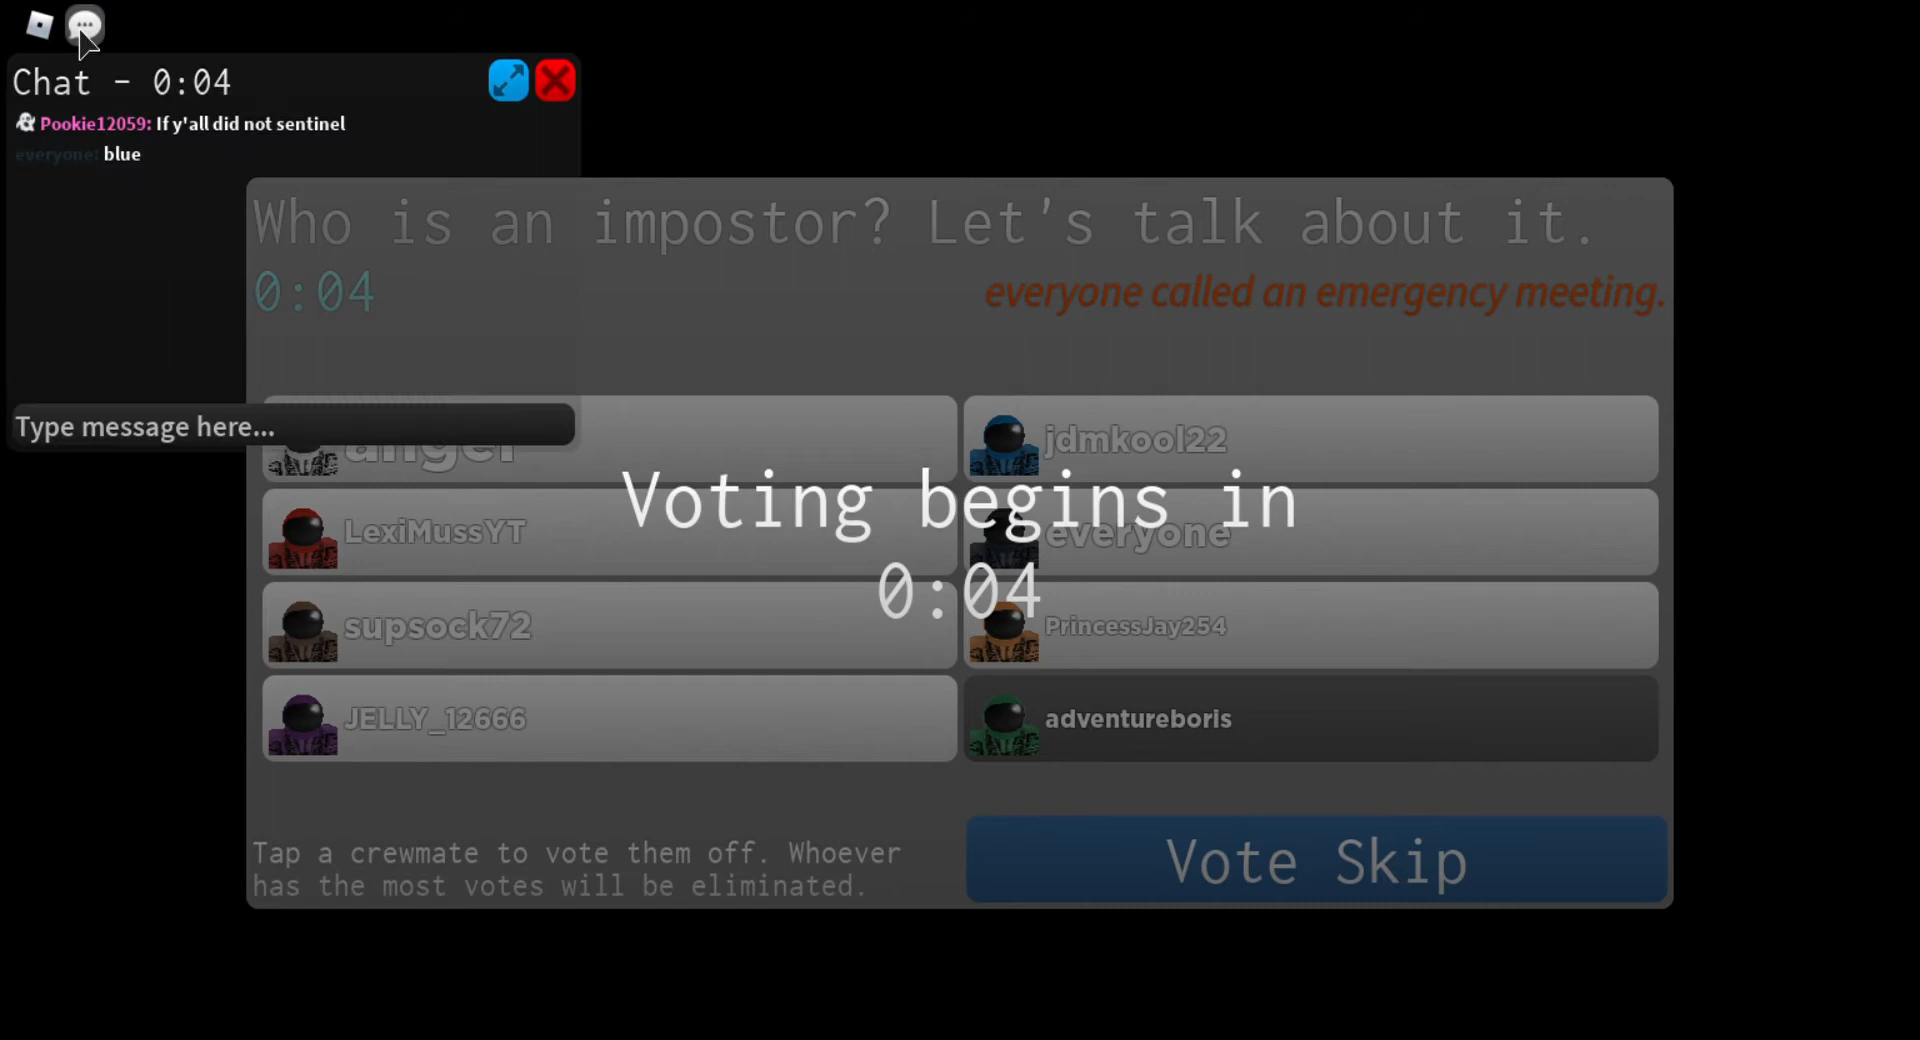 Chat - 0:04
Pookie12059: If y'all did not sentinel
everyone: blue
Type message here...
Who is an impostor? Let's talk about it.
0:04
everyone called an emergency meeting.
anger
jdmkool22
LexiMussYT
everyone
supsock72
PrincessJay254
JELLY_12666
adventureboris
Voting begins in
0:04
Tap a crewmate to vote them off. Whoever
has the most votes will be eliminated.
Vote Skip